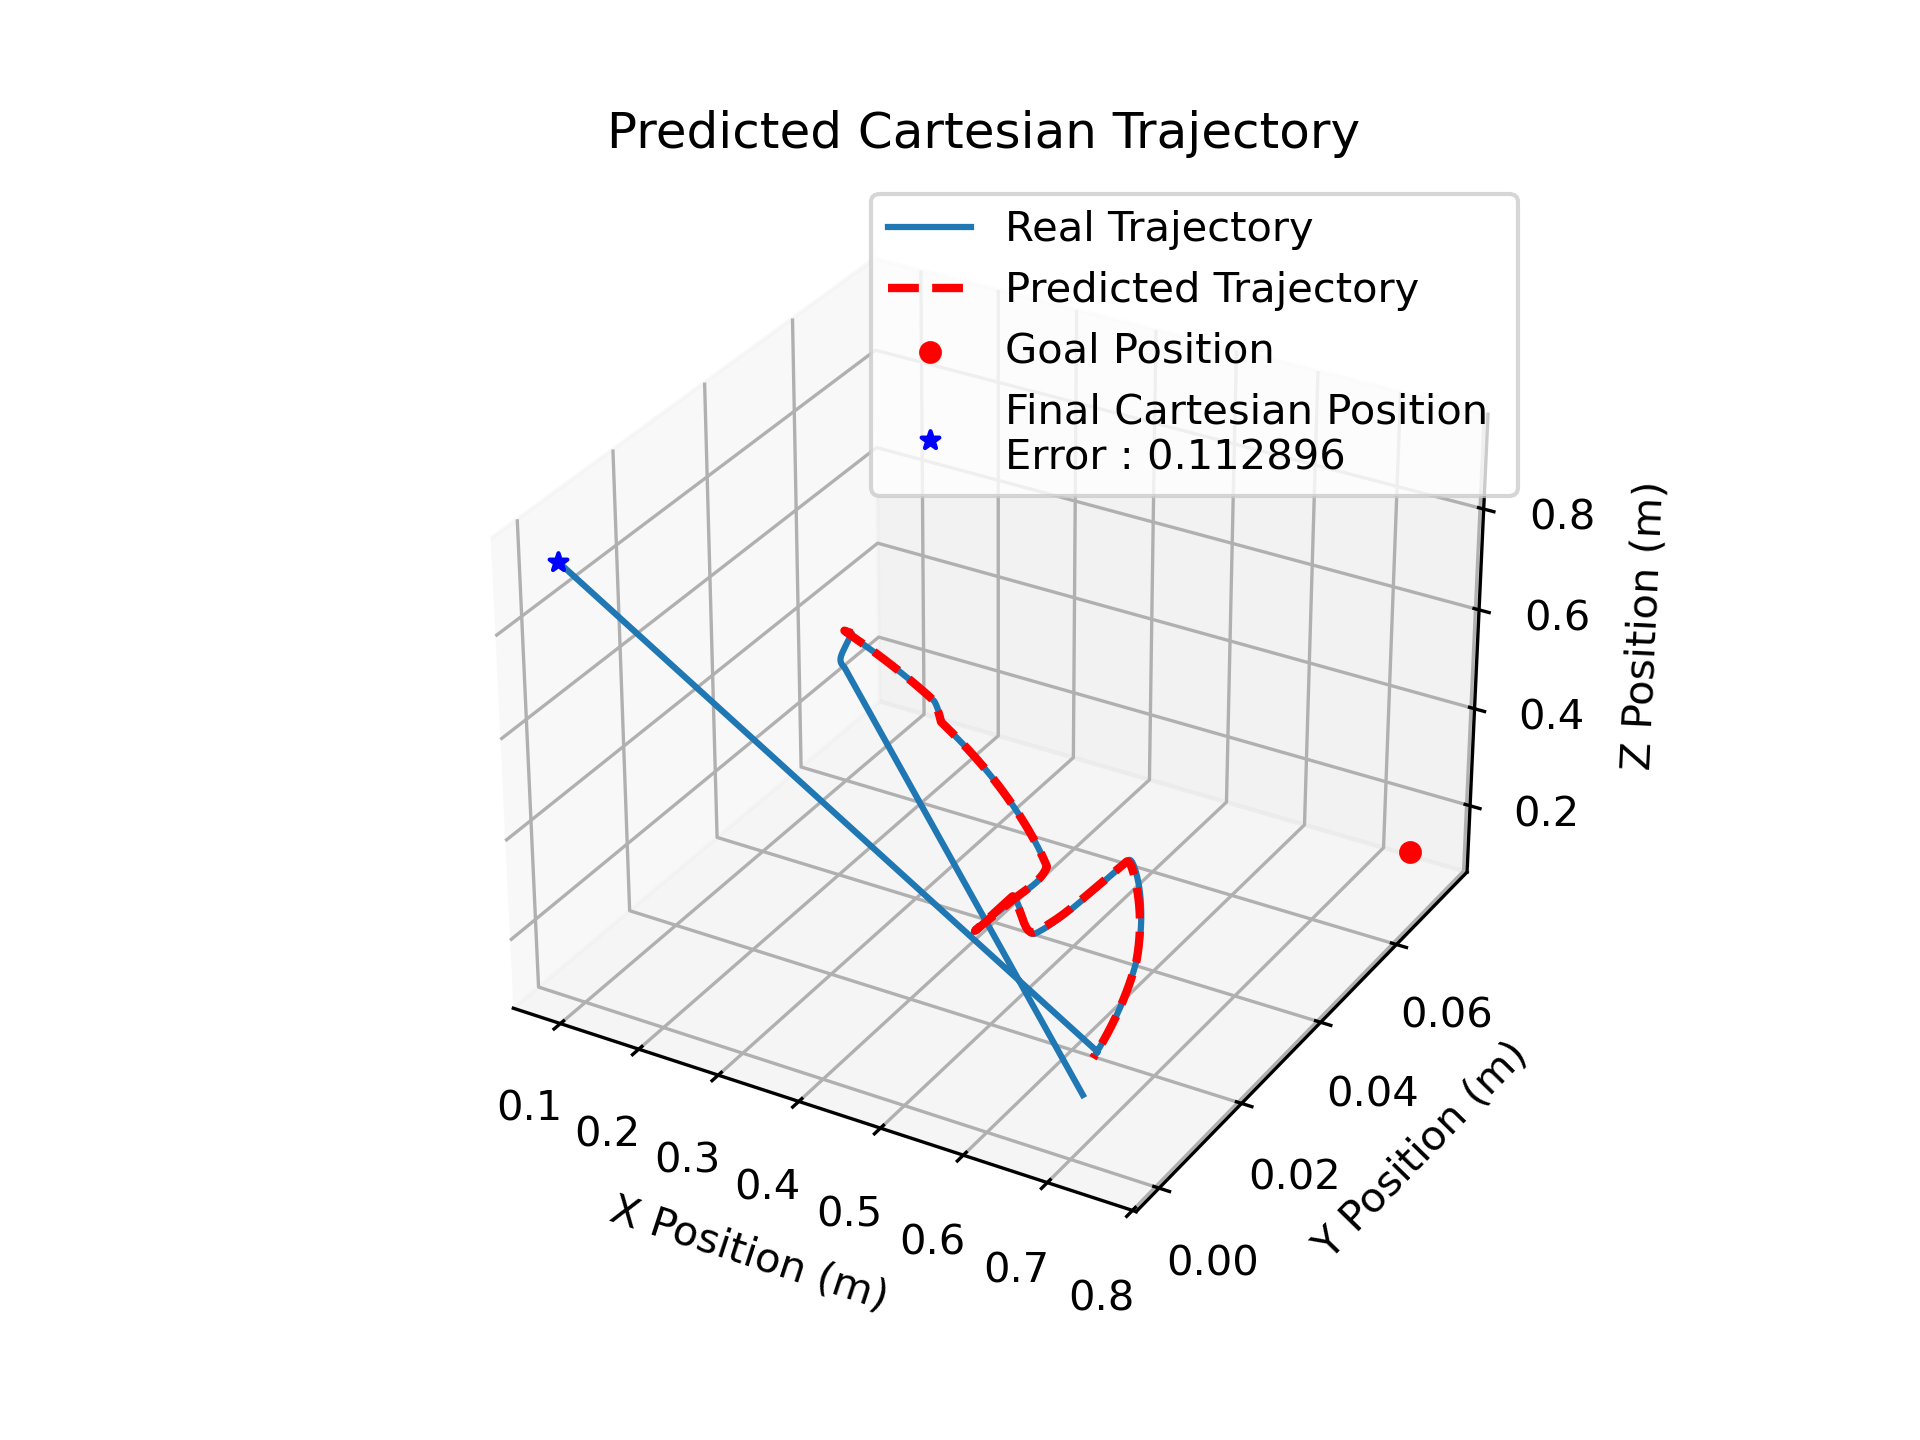 Predicted Cartesian Trajectory
Real Trajectory
Predicted Trajectory
Goal Position
Final Cartesian Position
Error : 0.112896
0.8
0.6
0.4
0.2
Z Position (m)
0.06
0.04
0.02
0.00
Y Position (m)
0.1
0.2
0.3
0.4
0.5
0.6
0.7
0.8
X Position (m)